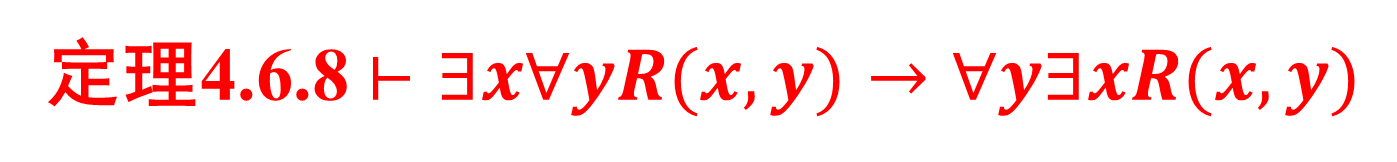 定理4.6.8 ⊢ ∃x∀yR(x, y) → ∀y∃xR(x, y)